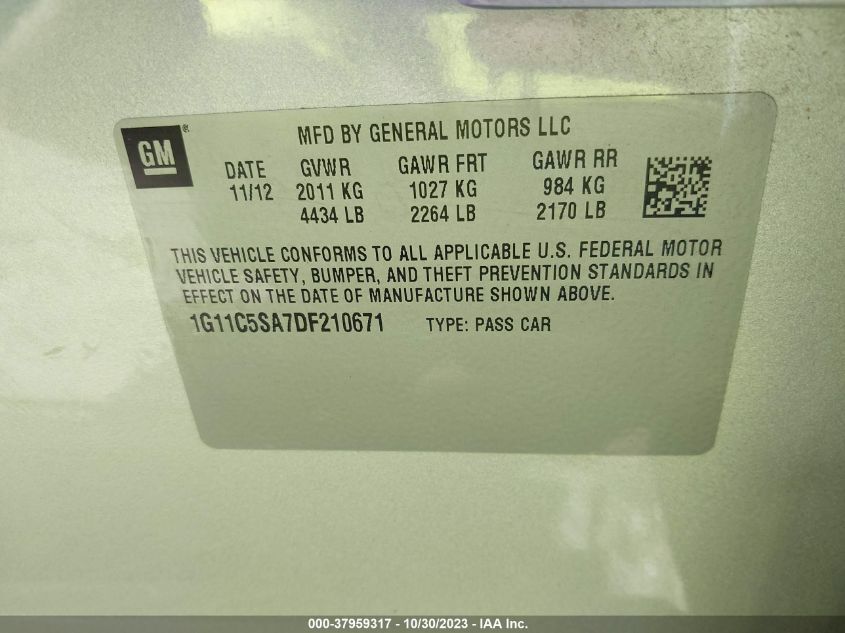 GM ®
MFD BY GENERAL MOTORS LLC
DATE GVWR GAWR FRT GAWR RR
11/12 2011 KG 1027 KG 984 KG
4434 LB 2264 LB 2170 LB
THIS VEHICLE CONFORMS TO ALL APPLICABLE U.S. FEDERAL MOTOR
VEHICLE SAFETY, BUMPER, AND THEFT PREVENTION STANDARDS IN
EFFECT ON THE DATE OF MANUFACTURE SHOWN ABOVE.
1G11C5SA7DF210671 TYPE: PASS CAR
000-37959317 - 10/30/2023 - IAA Inc.